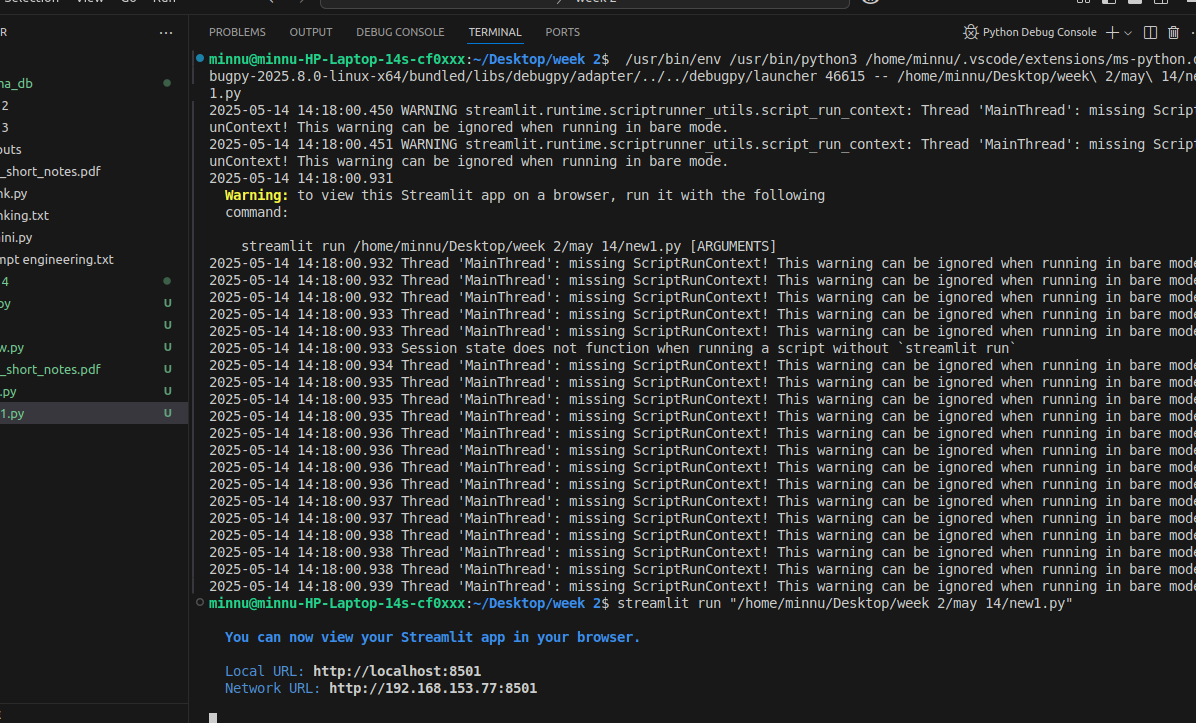 Selection View Go Run
week 2
PROBLEMS OUTPUT DEBUG CONSOLE TERMINAL PORTS
Python Debug Console
R
...
na_db
2
3
outs
_short_notes.pdf
nk.py
nking.txt
ini.py
mpt engineering.txt
4
py U
U
w.py U
_short_notes.pdf U
.py U
1.py U
minnu@minnu-HP-Laptop-14s-cf0xxx:~/Desktop/week 2$ /usr/bin/env /usr/bin/python3 /home/minnu/.vscode/extensions/ms-python.d
bugpy-2025.8.0-linux-x64/bundled/libs/debugpy/adapter/../../debugpy/launcher 46615 -- /home/minnu/Desktop/week\ 2/may\ 14/ne
1.py
2025-05-14 14:18:00.450 WARNING streamlit.runtime.scriptrunner_utils.script_run_context: Thread 'MainThread': missing Script
unContext! This warning can be ignored when running in bare mode.
2025-05-14 14:18:00.451 WARNING streamlit.runtime.scriptrunner_utils.script_run_context: Thread 'MainThread': missing Script
unContext! This warning can be ignored when running in bare mode.
2025-05-14 14:18:00.931
Warning: to view this Streamlit app on a browser, run it with the following
command:
streamlit run /home/minnu/Desktop/week 2/may 14/new1.py [ARGUMENTS]
2025-05-14 14:18:00.932 Thread 'MainThread': missing ScriptRunContext! This warning can be ignored when running in bare mode
2025-05-14 14:18:00.932 Thread 'MainThread': missing ScriptRunContext! This warning can be ignored when running in bare mode
2025-05-14 14:18:00.932 Thread 'MainThread': missing ScriptRunContext! This warning can be ignored when running in bare mode
2025-05-14 14:18:00.933 Thread 'MainThread': missing ScriptRunContext! This warning can be ignored when running in bare mode
2025-05-14 14:18:00.933 Thread 'MainThread': missing ScriptRunContext! This warning can be ignored when running in bare mode
2025-05-14 14:18:00.933 Session state does not function when running a script without `streamlit run`
2025-05-14 14:18:00.934 Thread 'MainThread': missing ScriptRunContext! This warning can be ignored when running in bare mode
2025-05-14 14:18:00.935 Thread 'MainThread': missing ScriptRunContext! This warning can be ignored when running in bare mode
2025-05-14 14:18:00.935 Thread 'MainThread': missing ScriptRunContext! This warning can be ignored when running in bare mode
2025-05-14 14:18:00.935 Thread 'MainThread': missing ScriptRunContext! This warning can be ignored when running in bare mode
2025-05-14 14:18:00.936 Thread 'MainThread': missing ScriptRunContext! This warning can be ignored when running in bare mode
2025-05-14 14:18:00.936 Thread 'MainThread': missing ScriptRunContext! This warning can be ignored when running in bare mode
2025-05-14 14:18:00.936 Thread 'MainThread': missing ScriptRunContext! This warning can be ignored when running in bare mode
2025-05-14 14:18:00.936 Thread 'MainThread': missing ScriptRunContext! This warning can be ignored when running in bare mode
2025-05-14 14:18:00.937 Thread 'MainThread': missing ScriptRunContext! This warning can be ignored when running in bare mode
2025-05-14 14:18:00.937 Thread 'MainThread': missing ScriptRunContext! This warning can be ignored when running in bare mode
2025-05-14 14:18:00.938 Thread 'MainThread': missing ScriptRunContext! This warning can be ignored when running in bare mode
2025-05-14 14:18:00.938 Thread 'MainThread': missing ScriptRunContext! This warning can be ignored when running in bare mode
2025-05-14 14:18:00.938 Thread 'MainThread': missing ScriptRunContext! This warning can be ignored when running in bare mode
2025-05-14 14:18:00.939 Thread 'MainThread': missing ScriptRunContext! This warning can be ignored when running in bare mode
minnu@minnu-HP-Laptop-14s-cf0xxx:~/Desktop/week 2$ streamlit run "/home/minnu/Desktop/week 2/may 14/new1.py"
You can now view your Streamlit app in your browser.
Local URL: http://localhost:8501
Network URL: http://192.168.153.77:8501